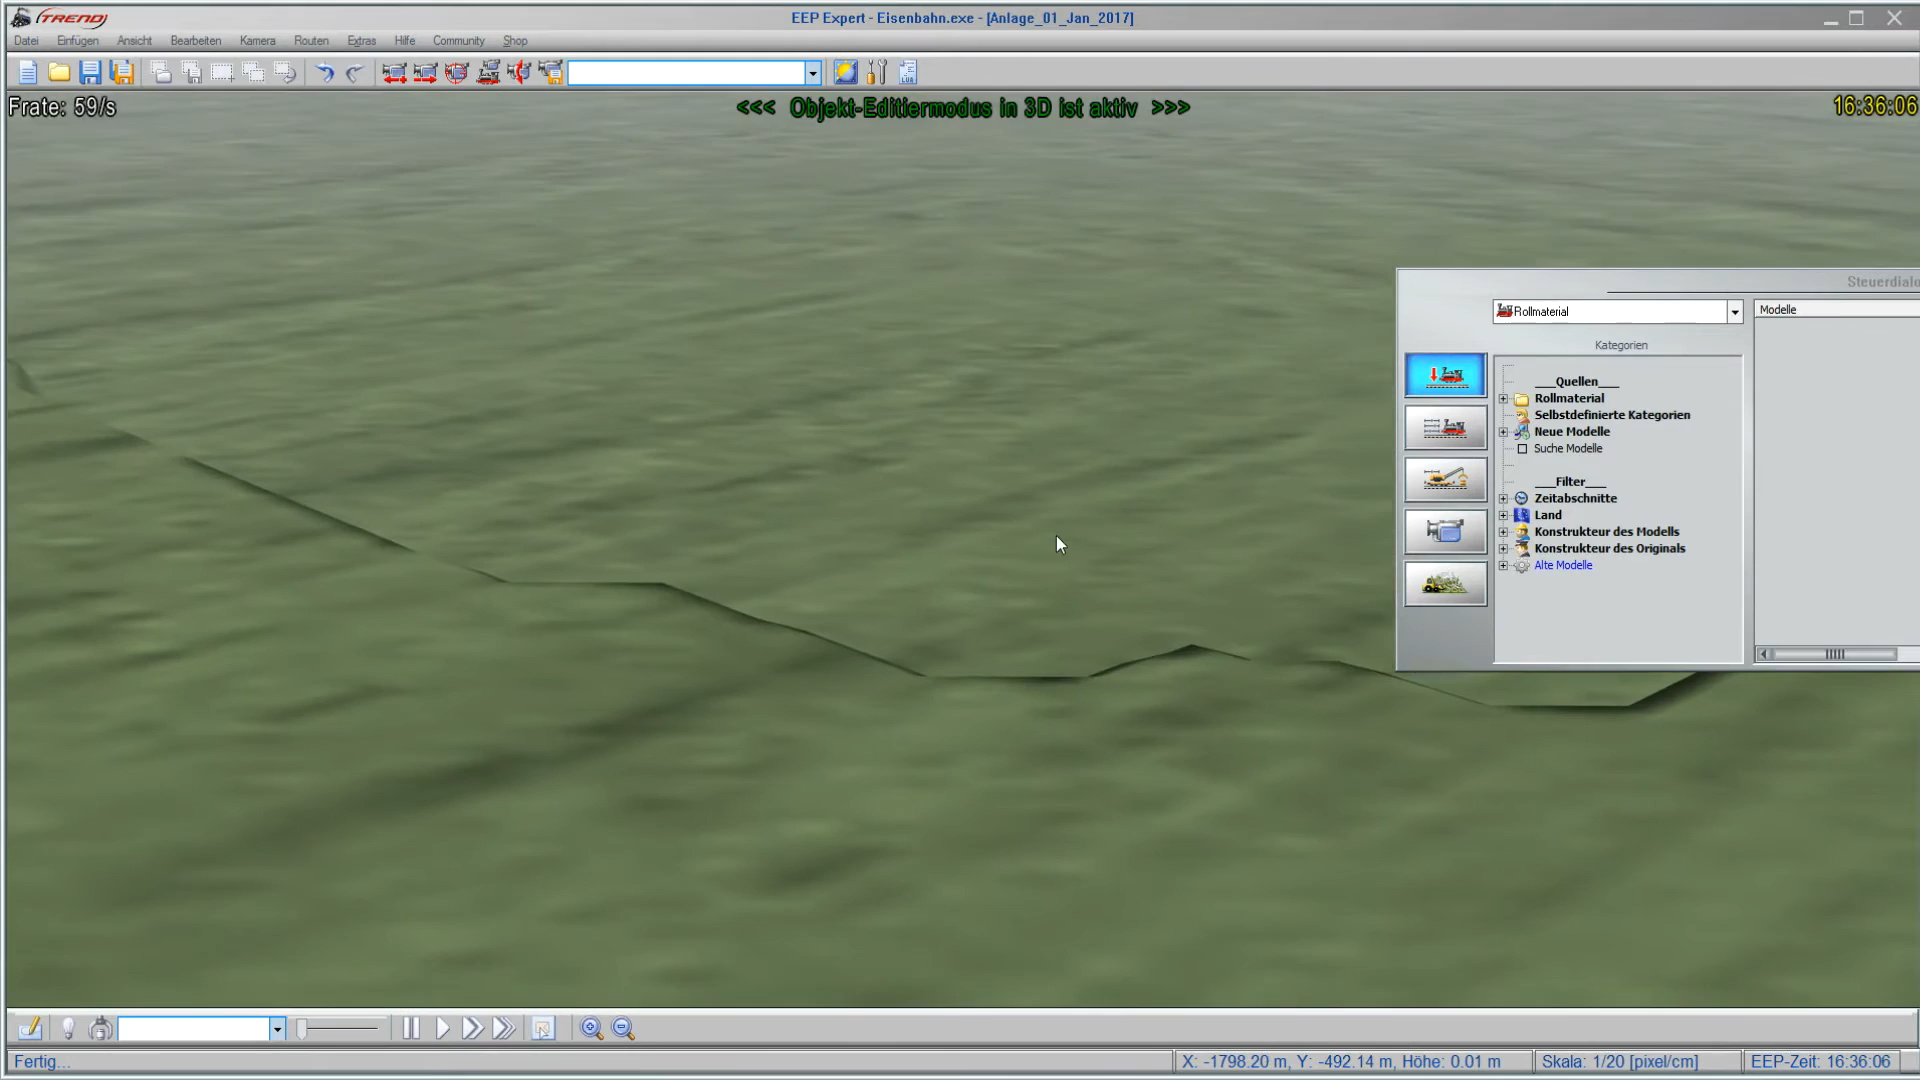 TREND
EEP Expert - Eisenbahn.exe - [Anlage_01_Jan_2017]
Datei Einfügen Ansicht Bearbeiten Kamera Routen Extras Hilfe Community Shop
LUA
Frate: 59/s
<<< Objekt-Editiermodus in 3D ist aktiv >>>
16:36:06
Steuerdialo
Rollmaterial
Modelle
Kategorien
___Quellen___
Rollmaterial
Selbstdefinierte Kategorien
Neue Modelle
Suche Modelle
___Filter___
Zeitabschnitte
Land
Konstrukteur des Modells
Konstrukteur des Originals
Alte Modelle
Fertig...
X: -1798.20 m, Y: -492.14 m, Höhe: 0.01 m
Skala: 1/20 [pixel/cm]
EEP-Zeit: 16:36:06